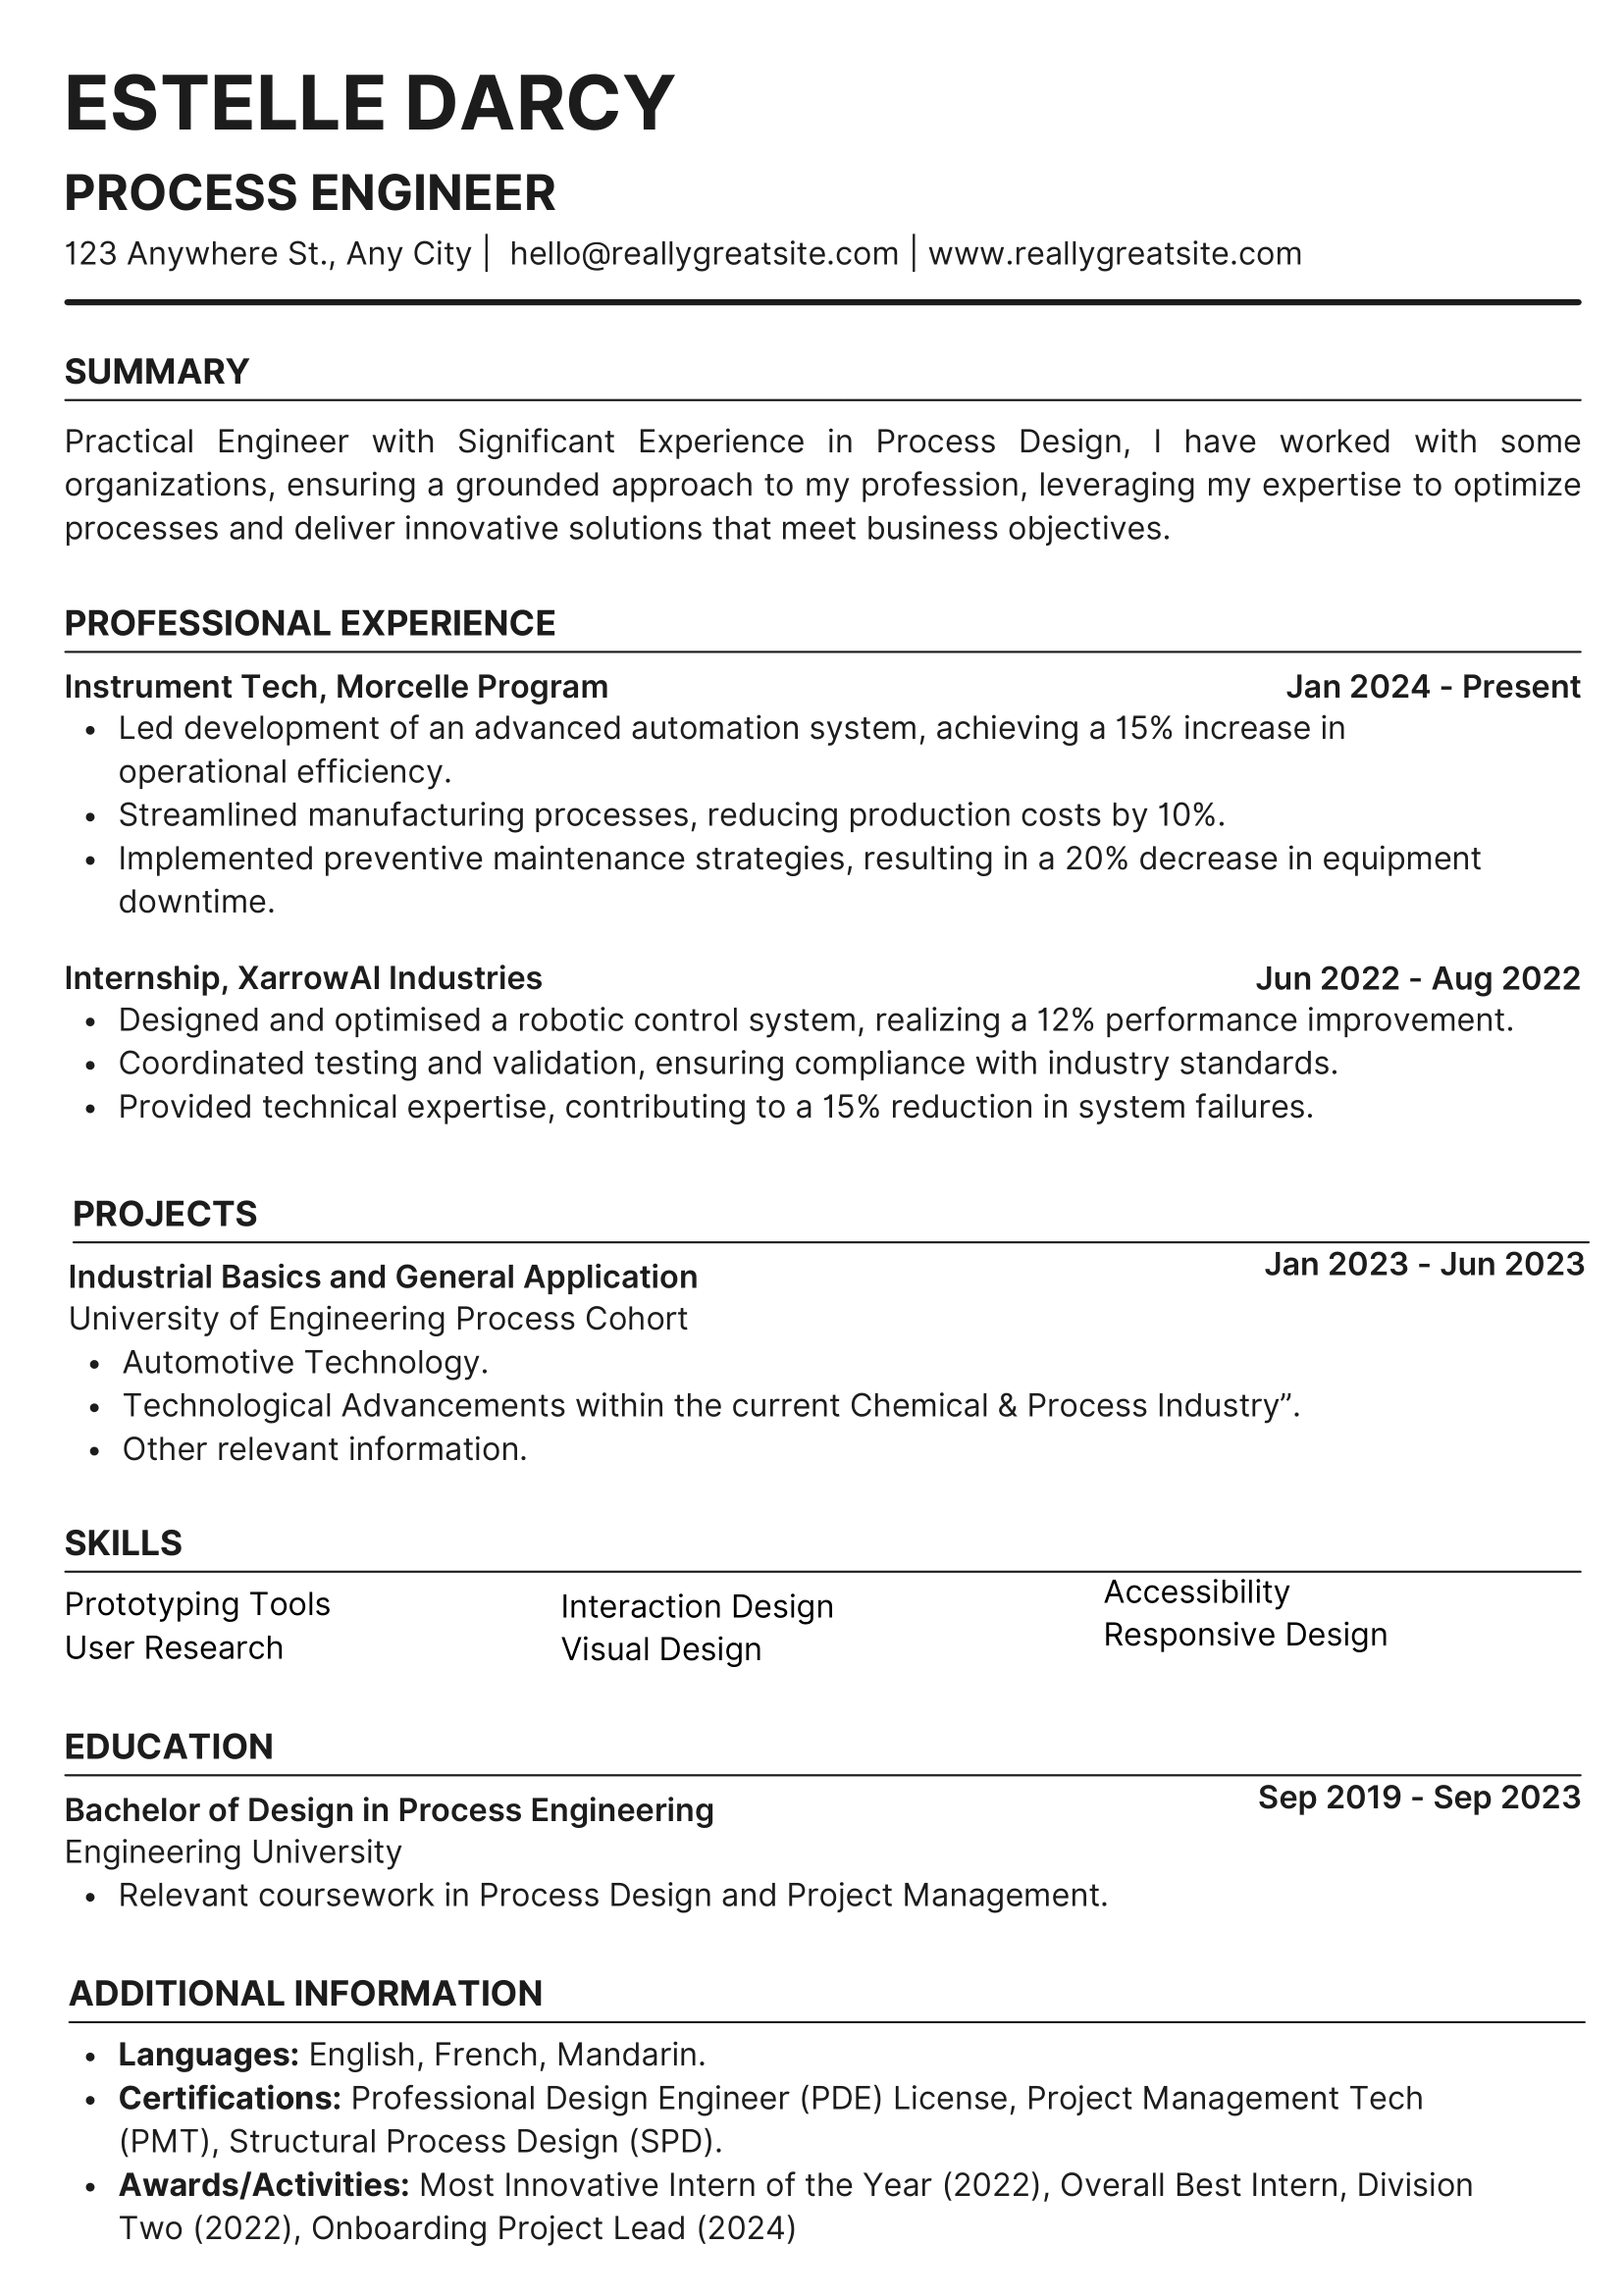 ESTELLE DARCY
PROCESS ENGINEER
123 Anywhere St., Any City | hello@reallygreatsite.com | www.reallygreatsite.com
SUMMARY
Practical Engineer with Significant Experience in Process Design, I have worked with some
organizations, ensuring a grounded approach to my profession, leveraging my expertise to optimize
processes and deliver innovative solutions that meet business objectives.
PROFESSIONAL EXPERIENCE
Instrument Tech, Morcelle Program Jan 2024 - Present
• Led development of an advanced automation system, achieving a 15% increase in
operational efficiency.
• Streamlined manufacturing processes, reducing production costs by 10%.
• Implemented preventive maintenance strategies, resulting in a 20% decrease in equipment
downtime.
Internship, XarrowAI Industries Jun 2022 - Aug 2022
• Designed and optimised a robotic control system, realizing a 12% performance improvement.
• Coordinated testing and validation, ensuring compliance with industry standards.
• Provided technical expertise, contributing to a 15% reduction in system failures.
PROJECTS
Industrial Basics and General Application Jan 2023 - Jun 2023
University of Engineering Process Cohort
• Automotive Technology.
• Technological Advancements within the current Chemical & Process Industry”.
• Other relevant information.
SKILLS
Prototyping Tools Interaction Design Accessibility
User Research Visual Design Responsive Design
EDUCATION
Bachelor of Design in Process Engineering Sep 2019 - Sep 2023
Engineering University
• Relevant coursework in Process Design and Project Management.
ADDITIONAL INFORMATION
• Languages: English, French, Mandarin.
• Certifications: Professional Design Engineer (PDE) License, Project Management Tech
(PMT), Structural Process Design (SPD).
• Awards/Activities: Most Innovative Intern of the Year (2022), Overall Best Intern, Division
Two (2022), Onboarding Project Lead (2024)